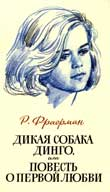 Р. Фраерман
ДИКАЯ СОБАКА
ДИНГО,
или
ПОВЕСТЬ
О ПЕРВОЙ ЛЮБВИ